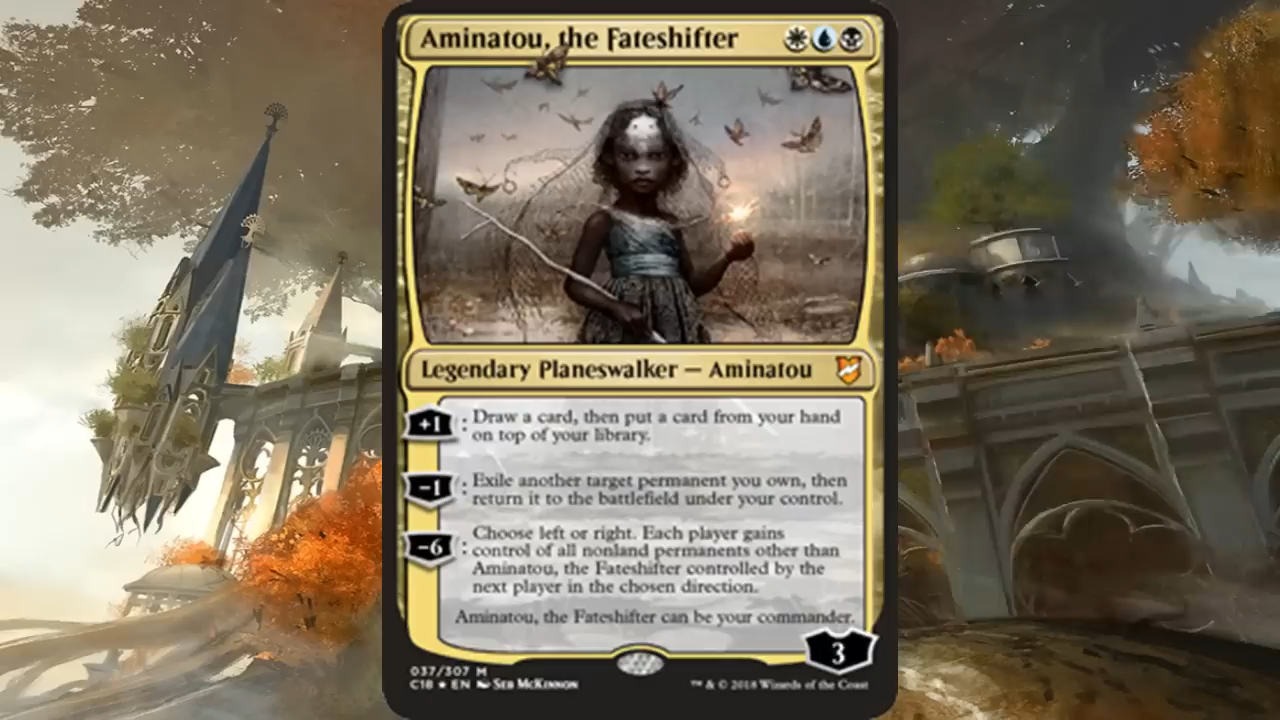 Aminatou, the Fateshifter
Legendary Planeswalker — Aminatou
+1 : Draw a card, then put a card from your hand
on top of your library.
-1 : Exile another target permanent you own, then
return it to the battlefield under your control.
Choose left or right. Each player gains
-6 : control of all nonland permanents other than
Aminatou, the Fateshifter controlled by the
next player in the chosen direction.
Aminatou, the Fateshifter can be your commander.
3
037/307 M
C18 ★ EN Seb McKinnon
™ & © 2018 Wizards of the Coast